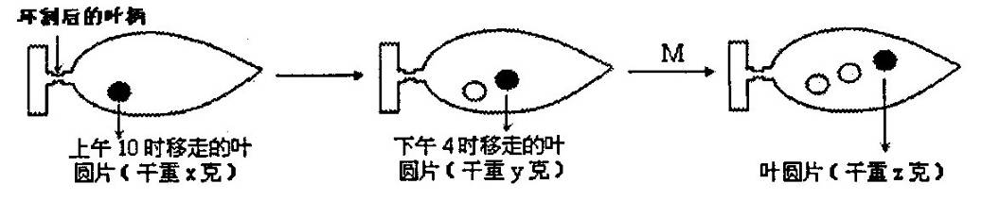 环割后的叶柄
M
上午10时移走的叶
圆片(干重x克)
下午4时移走的叶
圆片(干重y克)
叶圆片(干重z克)